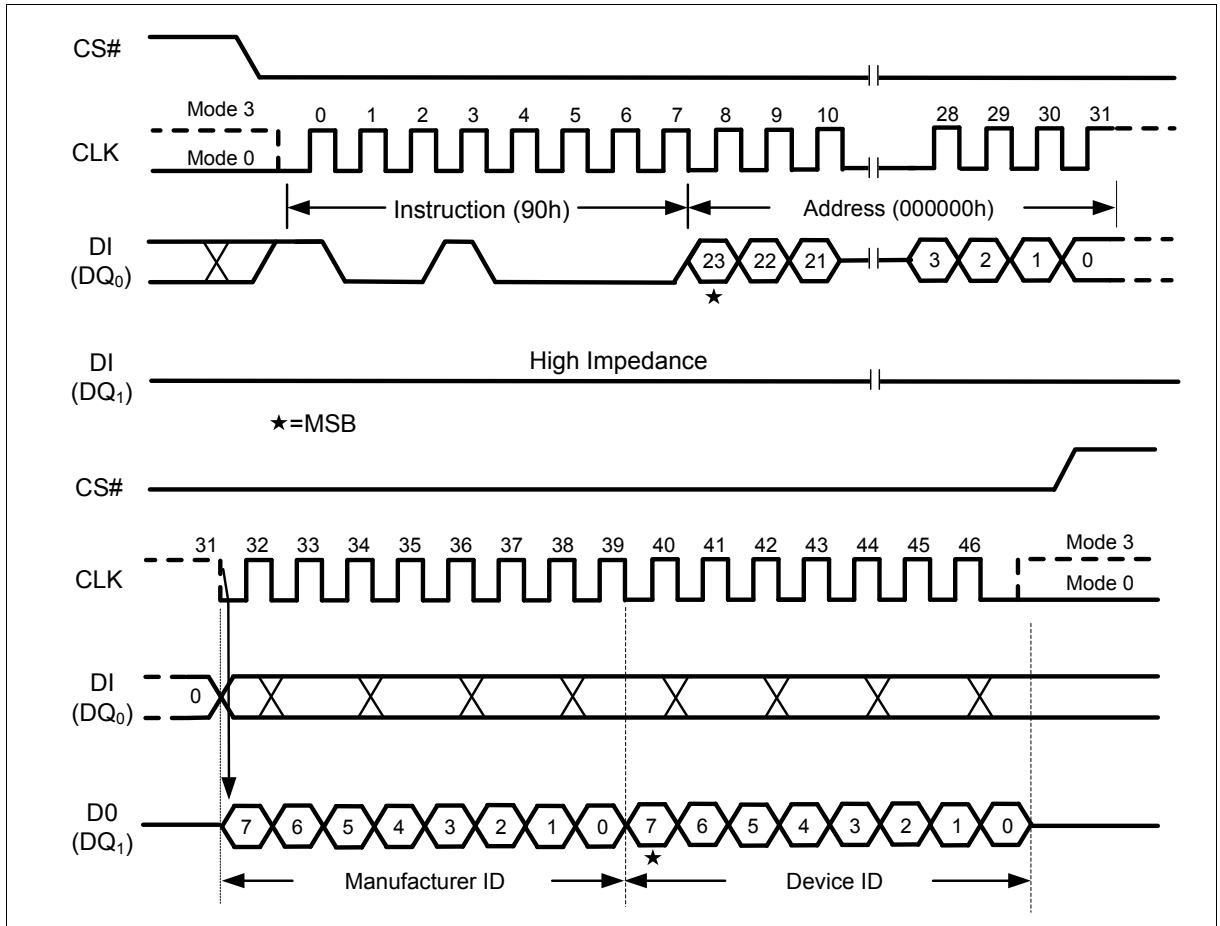 CS#
Mode 3
0 1 2 3 4 5 6 7 8 9 10 28 29 30 31
CLK
Mode 0
Instruction (90h) Address (000000h)
DI
(DQ0)
23 22 21 3 2 1 0
★
DI
(DQ1)
High Impedance
★=MSB
CS#
31 32 33 34 35 36 37 38 39 40 41 42 43 44 45 46
Mode 3
CLK
Mode 0
DI
(DQ0)
0
D0
(DQ1)
7 6 5 4 3 2 1 0 7 6 5 4 3 2 1 0
★
Manufacturer ID Device ID